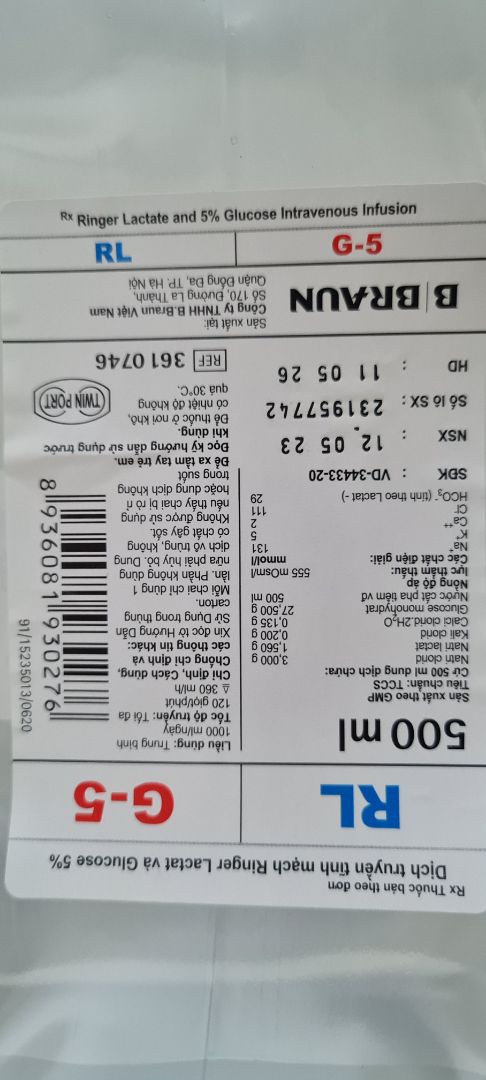 Rx Thuốc bán theo đơn
Dịch truyền tĩnh mạch Ringer Lactat và Glucose 5%
RL
G-5
500 ml
Sản xuất theo GMP
Tiêu chuẩn: TCCS
Cứ 500 ml dung dịch chứa:
Natri clorid 3,000 g
Natri lactat 1,560 g
Kali clorid 0,200 g
Calci clorid.2H₂O 0,135 g
Glucose monohydrat 27,500 g
Nước cất pha tiêm vđ 500 ml
Nồng độ áp
lực thẩm thấu: 555 mOsm/l
Các chất điện giải: mmol/l
Na⁺ 131
K⁺ 5
Ca⁺⁺ 2
Cl⁻ 111
HCO₃⁻ (tính theo Lactat -) 29
SĐK : VD-34433-20
NSX : 12 05 23
Số lô SX : 231957742
HD : 11 05 26
Liều dùng: Trung bình
1000 ml/ngày
Tốc độ truyền: Tối đa
120 giọt/phút
≙ 360 ml/h
Chỉ định, Cách dùng,
Chống chỉ định và
các thông tin khác:
Xin đọc tờ Hướng Dẫn
Sử Dụng trong thùng
carton.
Mỗi chai chỉ dùng 1
lần. Phần không dùng
nữa phải hủy bỏ. Dung
dịch vô trùng, không
có chất gây sốt.
Không được sử dụng
nếu thấy chai bị rò rỉ
hoặc dung dịch không
trong suốt
Để xa tầm tay trẻ em.
Đọc kỹ hướng dẫn sử dụng trước
khi dùng.
Để thuốc ở nơi khô,
có nhiệt độ không
quá 30°C.
TWIN PORT
REF 361 0746
8 936081 930276
91/15235013/0620
B|BRAUN
Sản xuất tại:
Công ty TNHH B.Braun Việt Nam
Số 170, Đường La Thành,
Quận Đống Đa, TP. Hà Nội
G-5
RL
Rx Ringer Lactate and 5% Glucose Intravenous Infusion